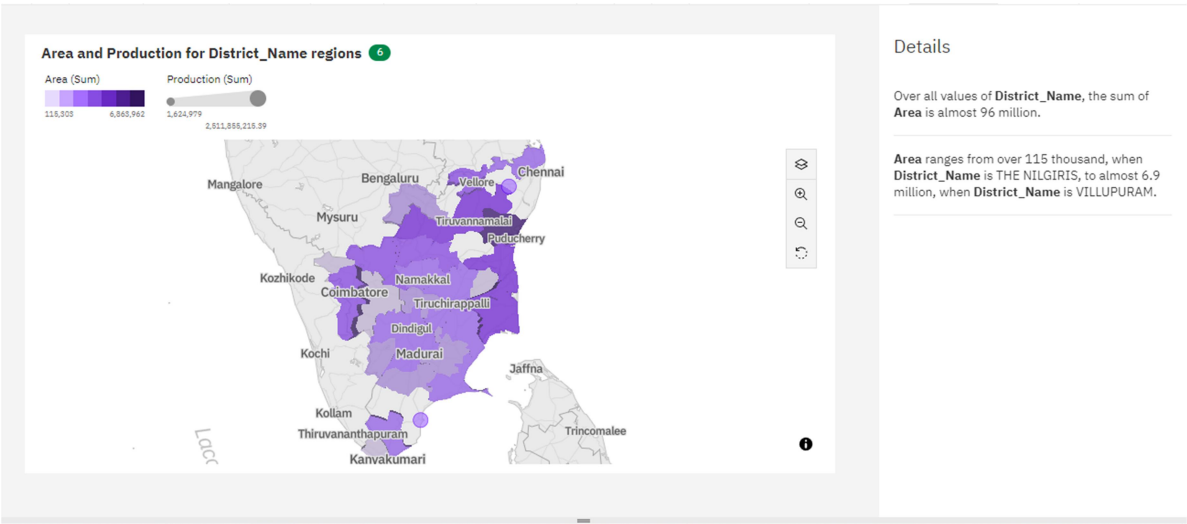 Area and Production for District_Name regions 6
Area (Sum)
115,303 6,863,962
Production (Sum)
1,624,979
2,511,855,215.39
Chennai
Bengaluru
Vellore
Mangalore
Mysuru
Tiruvannamalai
Puducherry
Kozhikode
Namakkal
Coimbatore
Tiruchirappalli
Dindigul
Kochi
Madurai
Jaffna
Kollam
Thiruvananthapuram
Trincomalee
Kanyakumari
Lacc
Details
Over all values of District_Name, the sum of
Area is almost 96 million.
Area ranges from over 115 thousand, when
District_Name is THE NILGIRIS, to almost 6.9
million, when District_Name is VILLUPURAM.